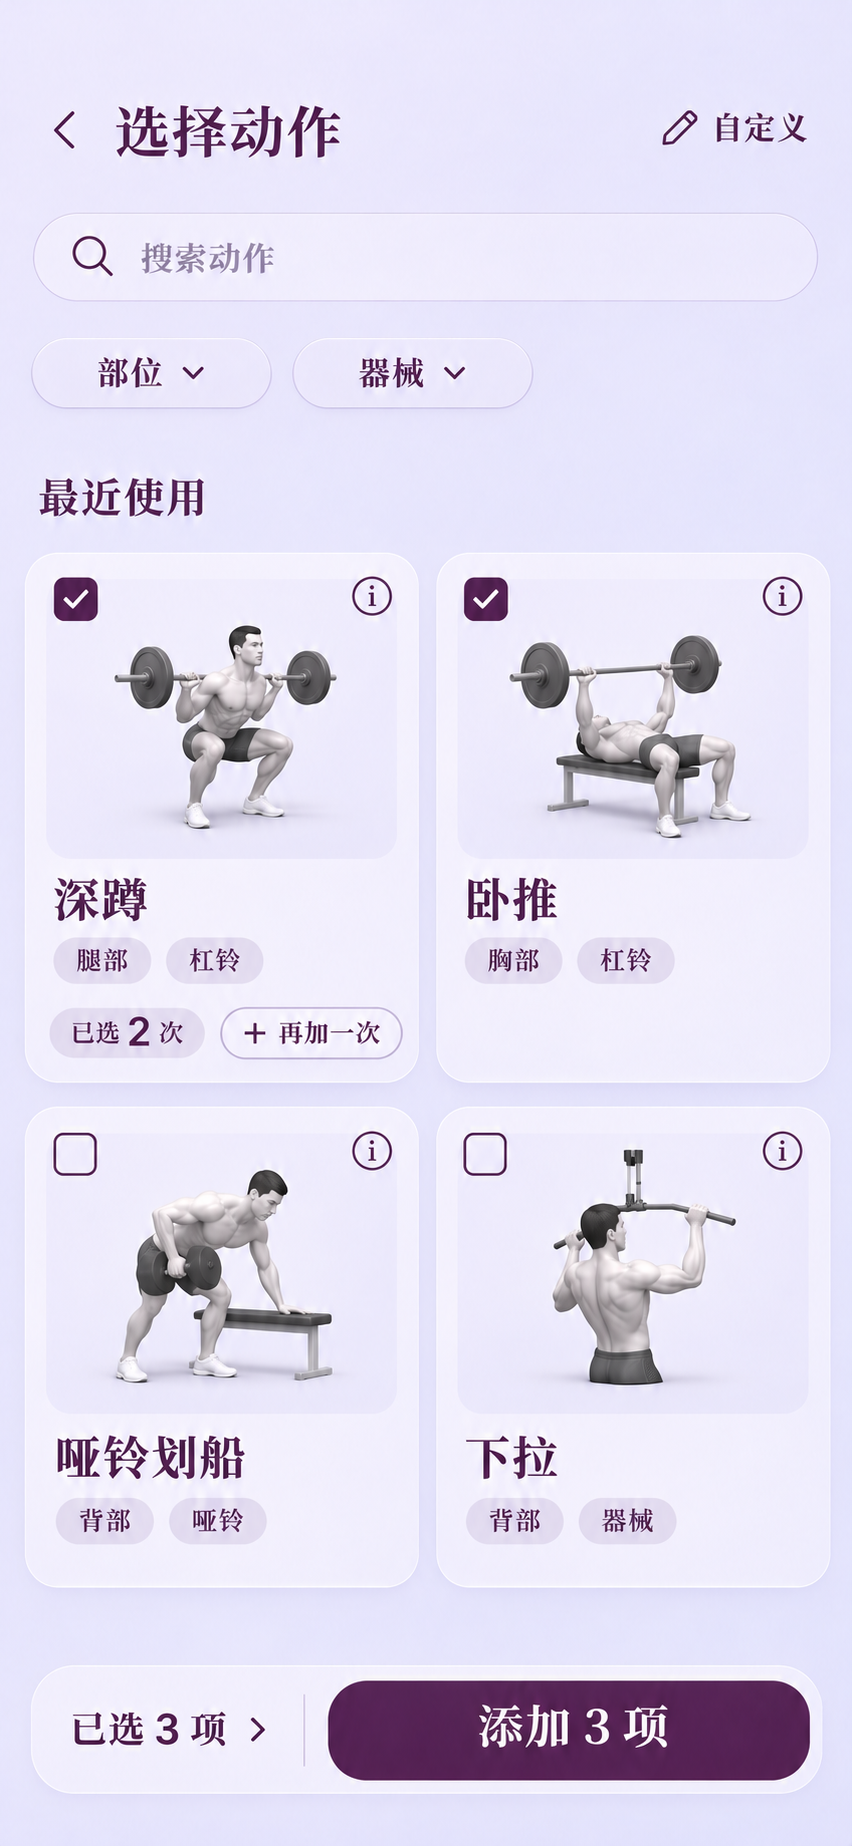 选择动作
自定义
搜索动作
部位
器械
最近使用
深蹲
腿部 杠铃
已选 2 次 + 再加一次
卧推
胸部 杠铃
哑铃划船
背部 哑铃
下拉
背部 器械
已选 3 项
添加 3 项